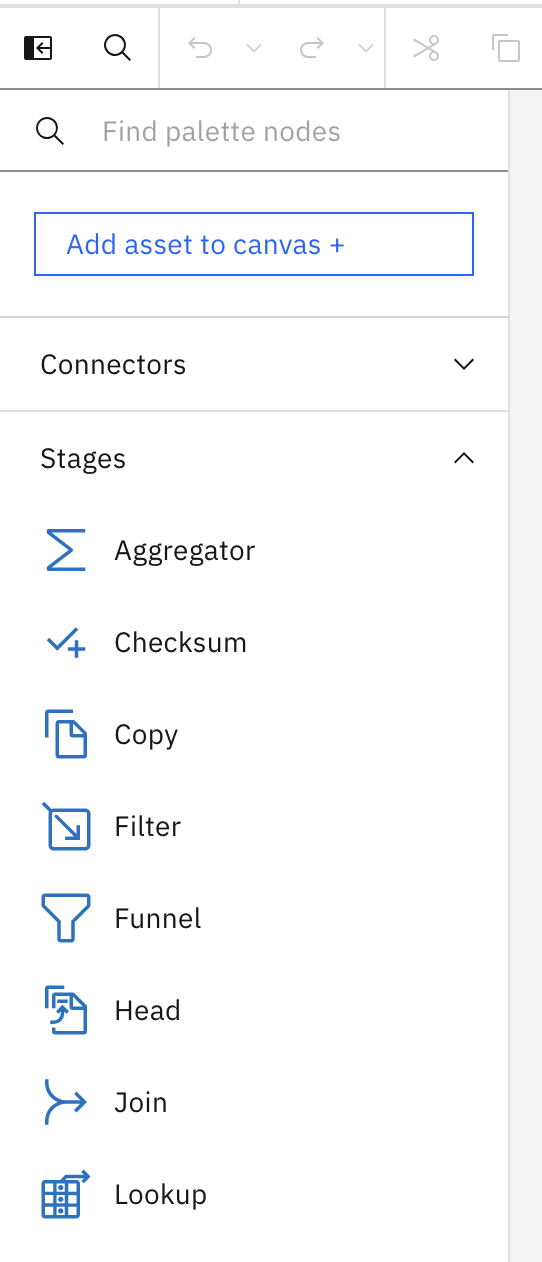 Find palette nodes
Add asset to canvas +
Connectors
Stages
Aggregator
Checksum
Copy
Filter
Funnel
Head
Join
Lookup